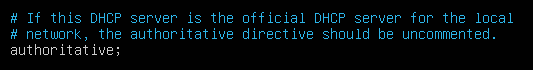 # If this DHCP server is the official DHCP server for the local
# network, the authoritative directive should be uncommented.
authoritative;